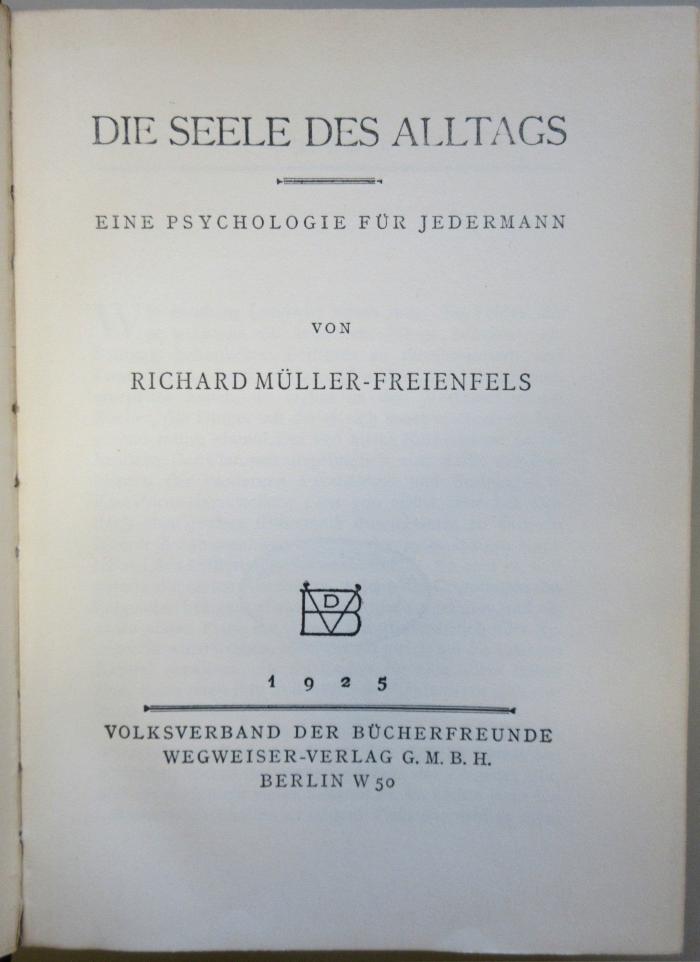 DIE SEELE DES ALLTAGS
EINE PSYCHOLOGIE FÜR JEDERMANN
VON
RICHARD MÜLLER-FREIENFELS
VDB
1925
VOLKSVERBAND DER BÜCHERFREUNDE
WEGWEISER-VERLAG G. M. B. H.
BERLIN W 50